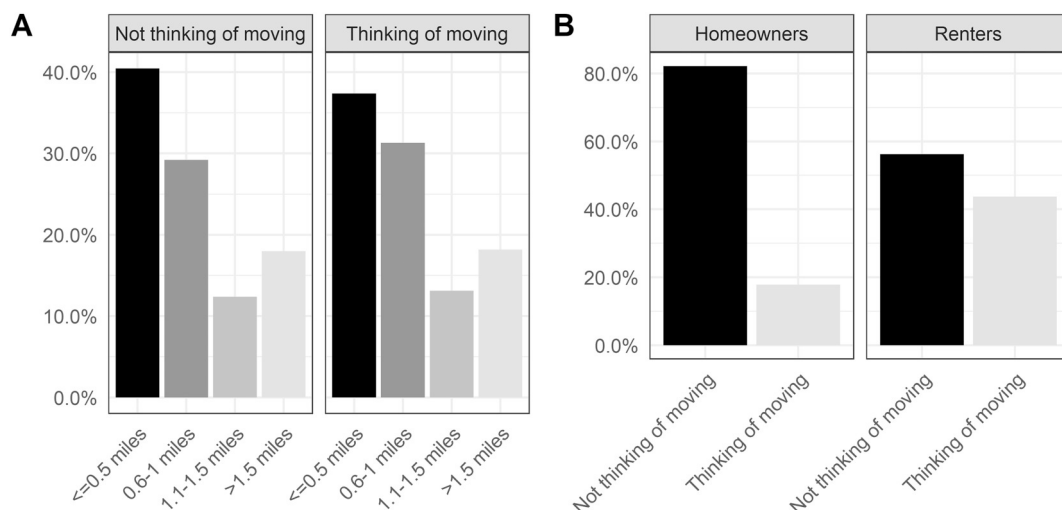 A
Not thinking of moving
Thinking of moving
40.0%
30.0%
20.0%
10.0%
0.0%
<=0.5 miles
0.6-1 miles
1.1-1.5 miles
>1.5 miles
<=0.5 miles
0.6-1 miles
1.1-1.5 miles
>1.5 miles
B
Homeowners
Renters
80.0%
60.0%
40.0%
20.0%
0.0%
Not thinking of moving
Thinking of moving
Not thinking of moving
Thinking of moving